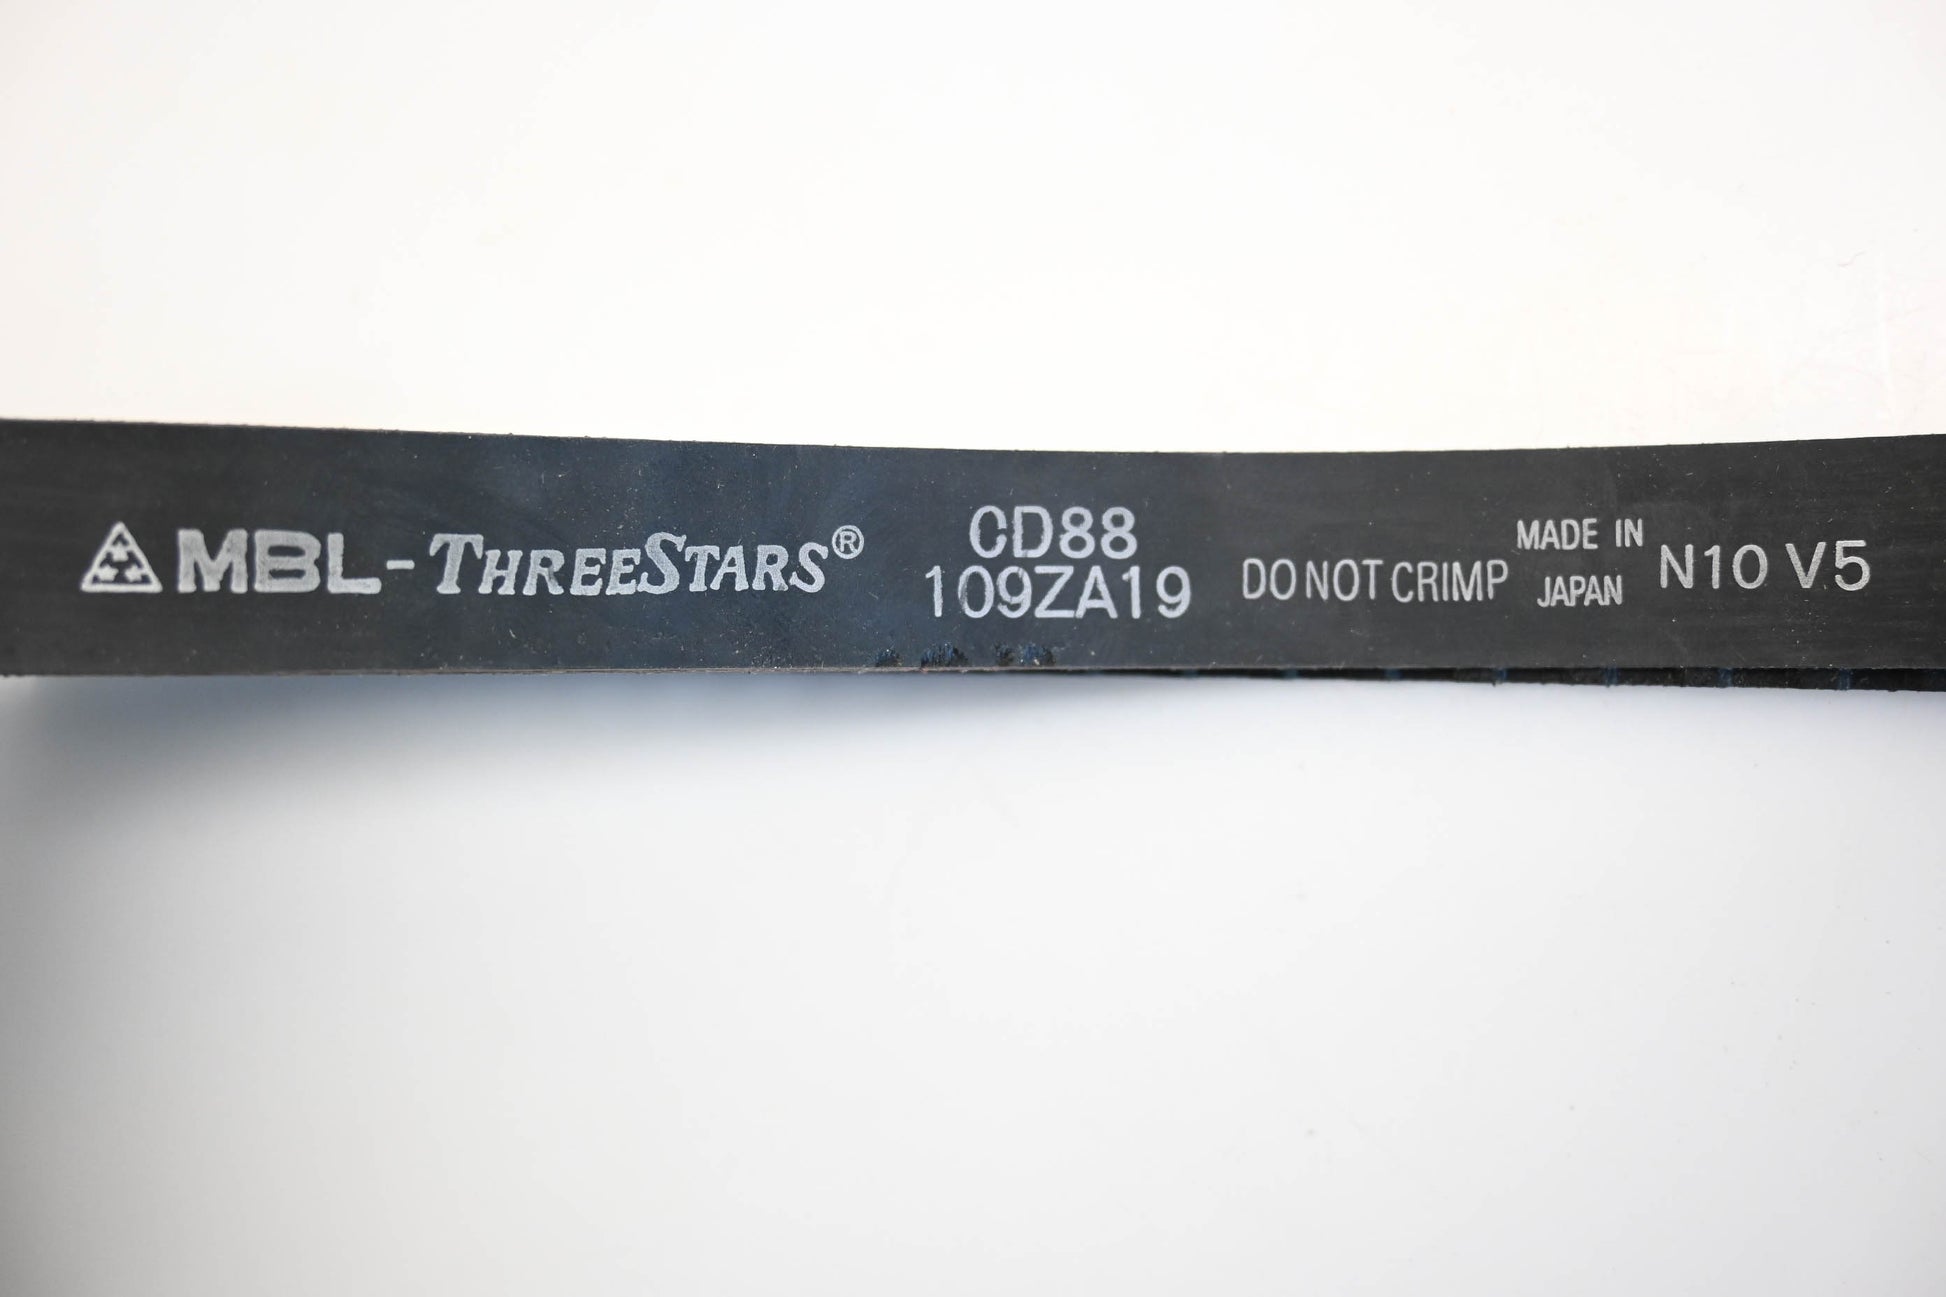 MBL-THREESTARS®
CD88
109ZA19
DO NOT CRIMP
MADE IN
JAPAN
N10 V5